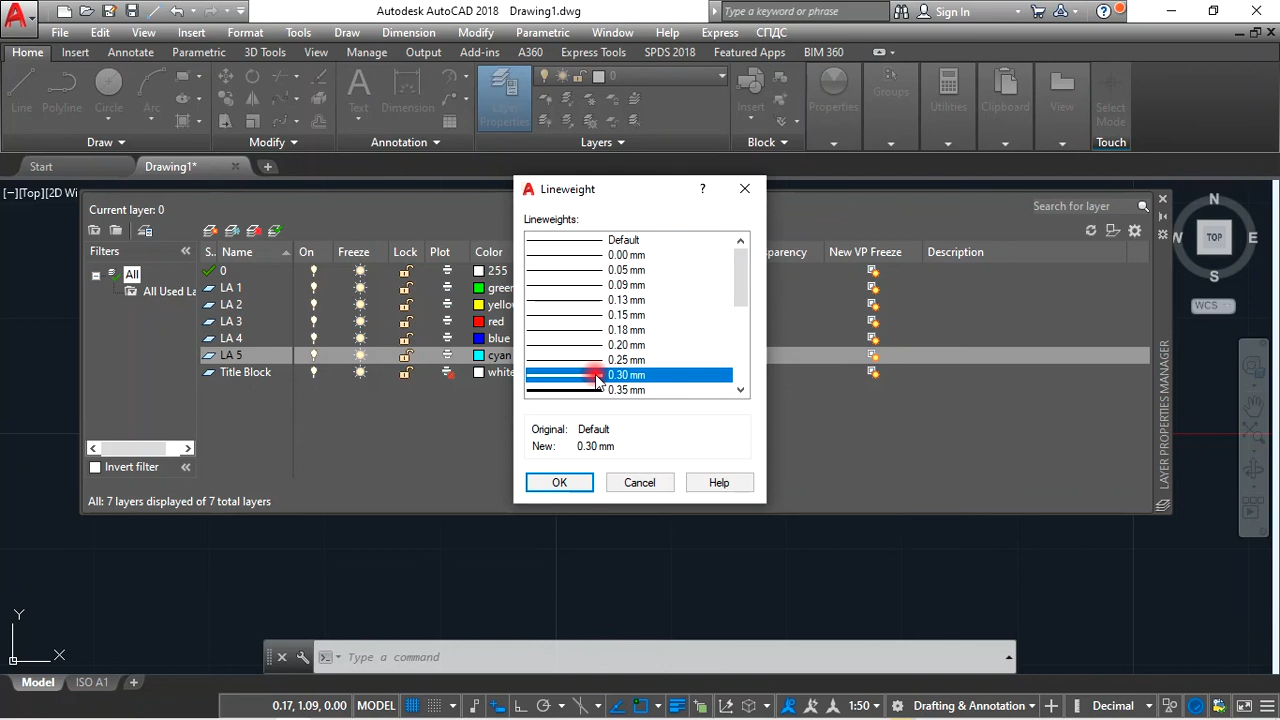 Autodesk AutoCAD 2018 Drawing1.dwg
Type a keyword or phrase
Sign In
File Edit View Insert Format Tools Draw Dimension Modify Parametric Window Help Express СПДС
Home Insert Annotate Parametric 3D Tools View Manage Output Add-ins A360 Express Tools SPDS 2018 Featured Apps BIM 360
0
Line Polyline Circle Arc Text Dimension Layer Properties Insert Properties Groups Utilities Clipboard View Select Mode
Draw Modify Annotation Layers Block Touch
Start Drawing1* +
[−][Top][2D Wi
Current layer: 0
Search for layer
Filters S.. Name On Freeze Lock Plot Color New VP Freeze Description
All
All Used La
0 255
LA 1 green
LA 2 yellow
LA 3 red
LA 4 blue
LA 5 cyan
Title Block white
Invert filter
All: 7 layers displayed of 7 total layers
LAYER PROPERTIES MANAGER
Lineweight
Lineweights:
Default
0.00 mm
0.05 mm
0.09 mm
0.13 mm
0.15 mm
0.18 mm
0.20 mm
0.25 mm
0.30 mm
0.35 mm
Original: Default
New: 0.30 mm
OK Cancel Help
N
W TOP E
S
WCS
Y
X
Type a command
Model ISO A1 +
0.17, 1.09, 0.00 MODEL 1:50 Drafting & Annotation Decimal